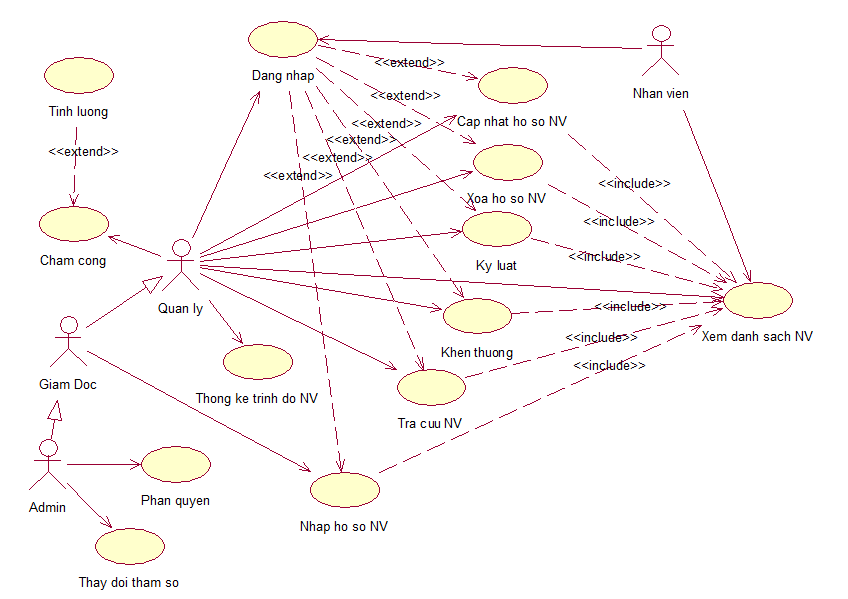 Dang nhap
Nhan vien
Tinh luong
<<extend>>
Cap nhat ho so NV
<<extend>>
<<extend>>
<<extend>>
<<extend>>
<<extend>>
<<extend>>
Xoa ho so NV
<<include>>
<<include>>
<<include>>
<<include>>
<<include>>
<<include>>
Cham cong
Ky luat
Quan ly
Xem danh sach NV
Khen thuong
Giam Doc
Thong ke trinh do NV
Tra cuu NV
Admin
Phan quyen
Nhap ho so NV
Thay doi tham so